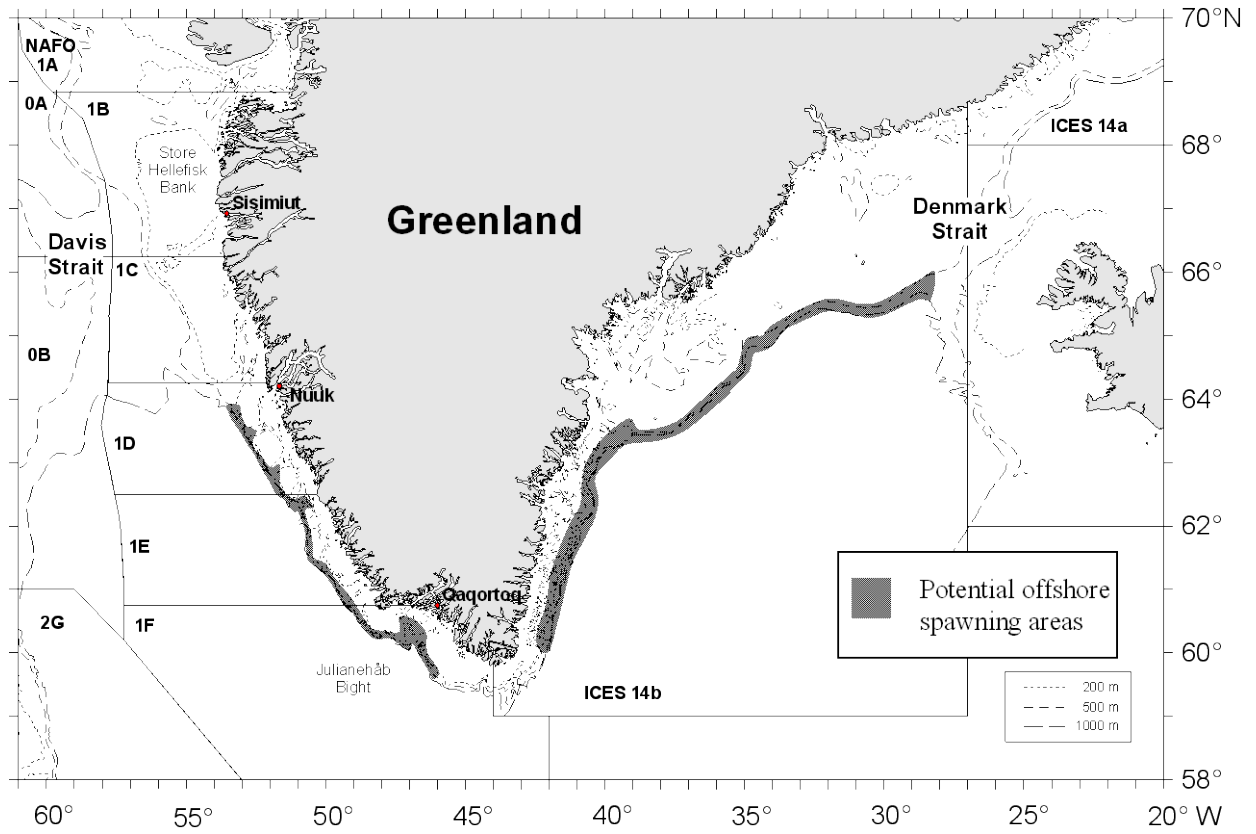 70°N
NAFO
1A
0A
1B
ICES 14a
68°
Store
Hellefisk
Bank
Sisimiut
Greenland
Denmark
Strait
Davis
Strait
1C
66°
0B
Nuuk
64°
1D
62°
1E
Potential offshore
spawning areas
Qaqortoq
2G
1F
60°
Julianehåb
Bight
ICES 14b
200 m
500 m
1000 m
58°
60° 55° 50° 45° 40° 35° 30° 25° 20° W